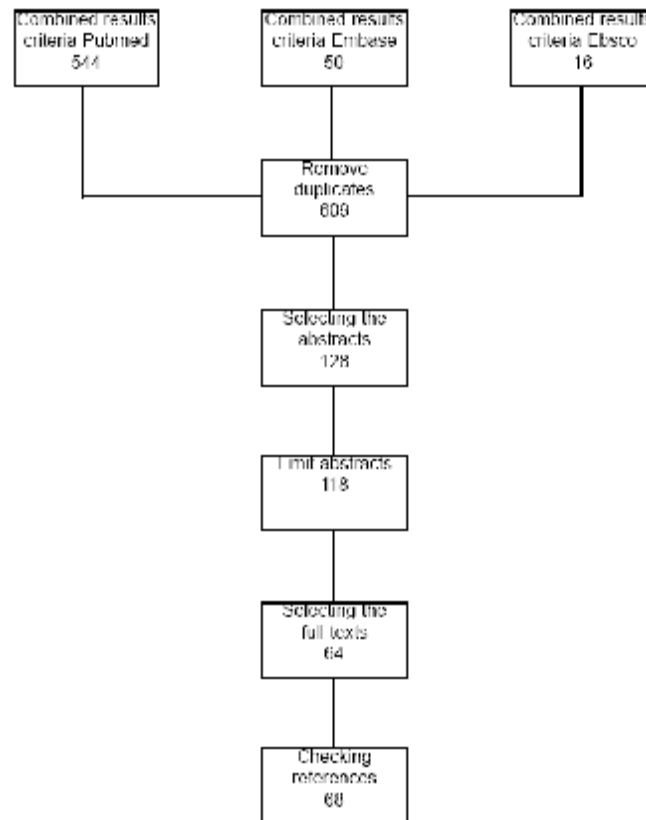 Combined results
criteria Pubmed
544
Combined results
criteria Embase
50
Combined results
criteria Ebsco
16
Remove
duplicates
609
Selecting the
abstracts
128
Limit abstracts
118
Selecting the
full texts
64
Checking
references
68